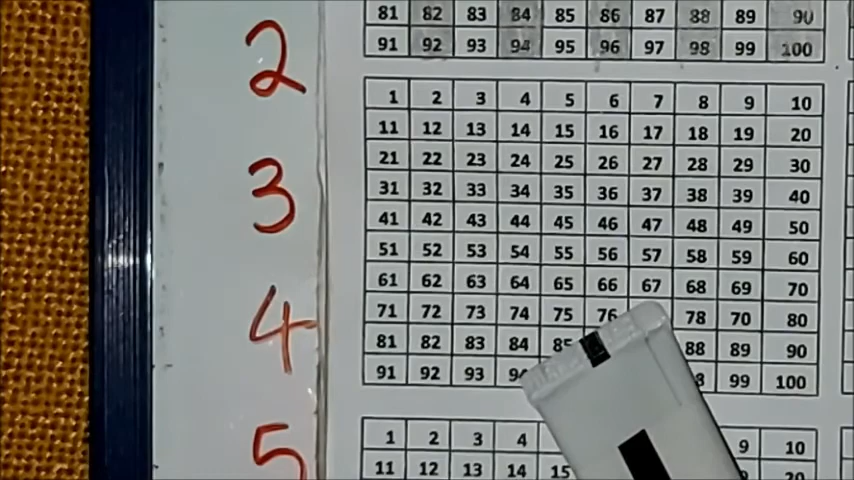 2
3
4
5
81 82 83 84 85 86 87 88 89 90
91 92 93 94 95 96 97 98 99 100
1 2 3 4 5 6 7 8 9 10
11 12 13 14 15 16 17 18 19 20
21 22 23 24 25 26 27 28 29 30
31 32 33 34 35 36 37 38 39 40
41 42 43 44 45 46 47 48 49 50
51 52 53 54 55 56 57 58 59 60
61 62 63 64 65 66 67 68 69 70
71 72 73 74 75 76 78 70 80
81 82 83 84 85 88 89 90
91 92 93 99 100
1 2 3 4 9 10
11 12 13 14 15 20